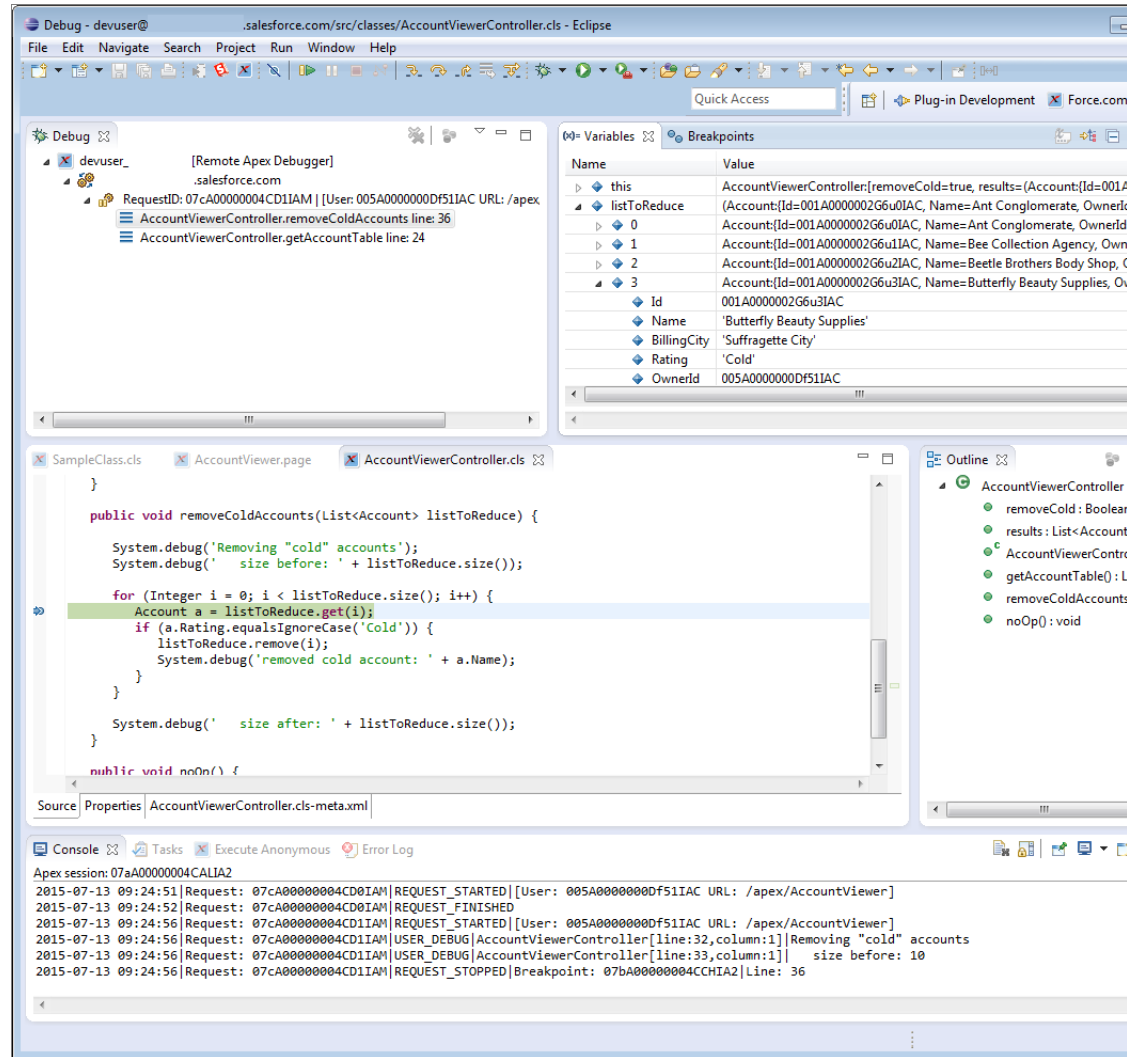 Debug - devuser@ .salesforce.com/src/classes/AccountViewerController.cls - Eclipse
File Edit Navigate Search Project Run Window Help
Quick Access
Plug-in Development Force.com
Debug
devuser_ [Remote Apex Debugger]
.salesforce.com
RequestID: 07cA00000004CD1IAM | [User: 005A0000000Df51IAC URL: /apex,
AccountViewerController.removeColdAccounts line: 36
AccountViewerController.getAccountTable line: 24
(x)= Variables Breakpoints
Name Value
this AccountViewerController:[removeCold=true, results=(Account:{Id=001A
listToReduce (Account:{Id=001A0000002G6u0IAC, Name=Ant Conglomerate, OwnerId
0 Account:{Id=001A0000002G6u0IAC, Name=Ant Conglomerate, OwnerId
1 Account:{Id=001A0000002G6u1IAC, Name=Bee Collection Agency, Own
2 Account:{Id=001A0000002G6u2IAC, Name=Beetle Brothers Body Shop, O
3 Account:{Id=001A0000002G6u3IAC, Name=Butterfly Beauty Supplies, Ow
Id 001A0000002G6u3IAC
Name 'Butterfly Beauty Supplies'
BillingCity 'Suffragette City'
Rating 'Cold'
OwnerId 005A0000000Df51IAC
SampleClass.cls AccountViewer.page AccountViewerController.cls
}
public void removeColdAccounts(List<Account> listToReduce) {
System.debug('Removing "cold" accounts');
System.debug('   size before: ' + listToReduce.size());
for (Integer i = 0; i < listToReduce.size(); i++) {
Account a = listToReduce.get(i);
if (a.Rating.equalsIgnoreCase('Cold')) {
listToReduce.remove(i);
System.debug('removed cold account: ' + a.Name);
}
}
System.debug('   size after: ' + listToReduce.size());
}
public void noOp() {
Source Properties AccountViewerController.cls-meta.xml
Outline
AccountViewerController
removeCold : Boolean
results : List<Account
AccountViewerContro
getAccountTable() : L
removeColdAccounts
noOp() : void
Console Tasks Execute Anonymous Error Log
Apex session: 07aA00000004CALIA2
2015-07-13 09:24:51|Request: 07cA00000004CD0IAM|REQUEST_STARTED|[User: 005A0000000Df51IAC URL: /apex/AccountViewer]
2015-07-13 09:24:52|Request: 07cA00000004CD0IAM|REQUEST_FINISHED
2015-07-13 09:24:56|Request: 07cA00000004CD1IAM|REQUEST_STARTED|[User: 005A0000000Df51IAC URL: /apex/AccountViewer]
2015-07-13 09:24:56|Request: 07cA00000004CD1IAM|USER_DEBUG|AccountViewerController[line:32,column:1]|Removing "cold" accounts
2015-07-13 09:24:56|Request: 07cA00000004CD1IAM|USER_DEBUG|AccountViewerController[line:33,column:1]|   size before: 10
2015-07-13 09:24:56|Request: 07cA00000004CD1IAM|REQUEST_STOPPED|Breakpoint: 07bA00000004CCHIA2|Line: 36